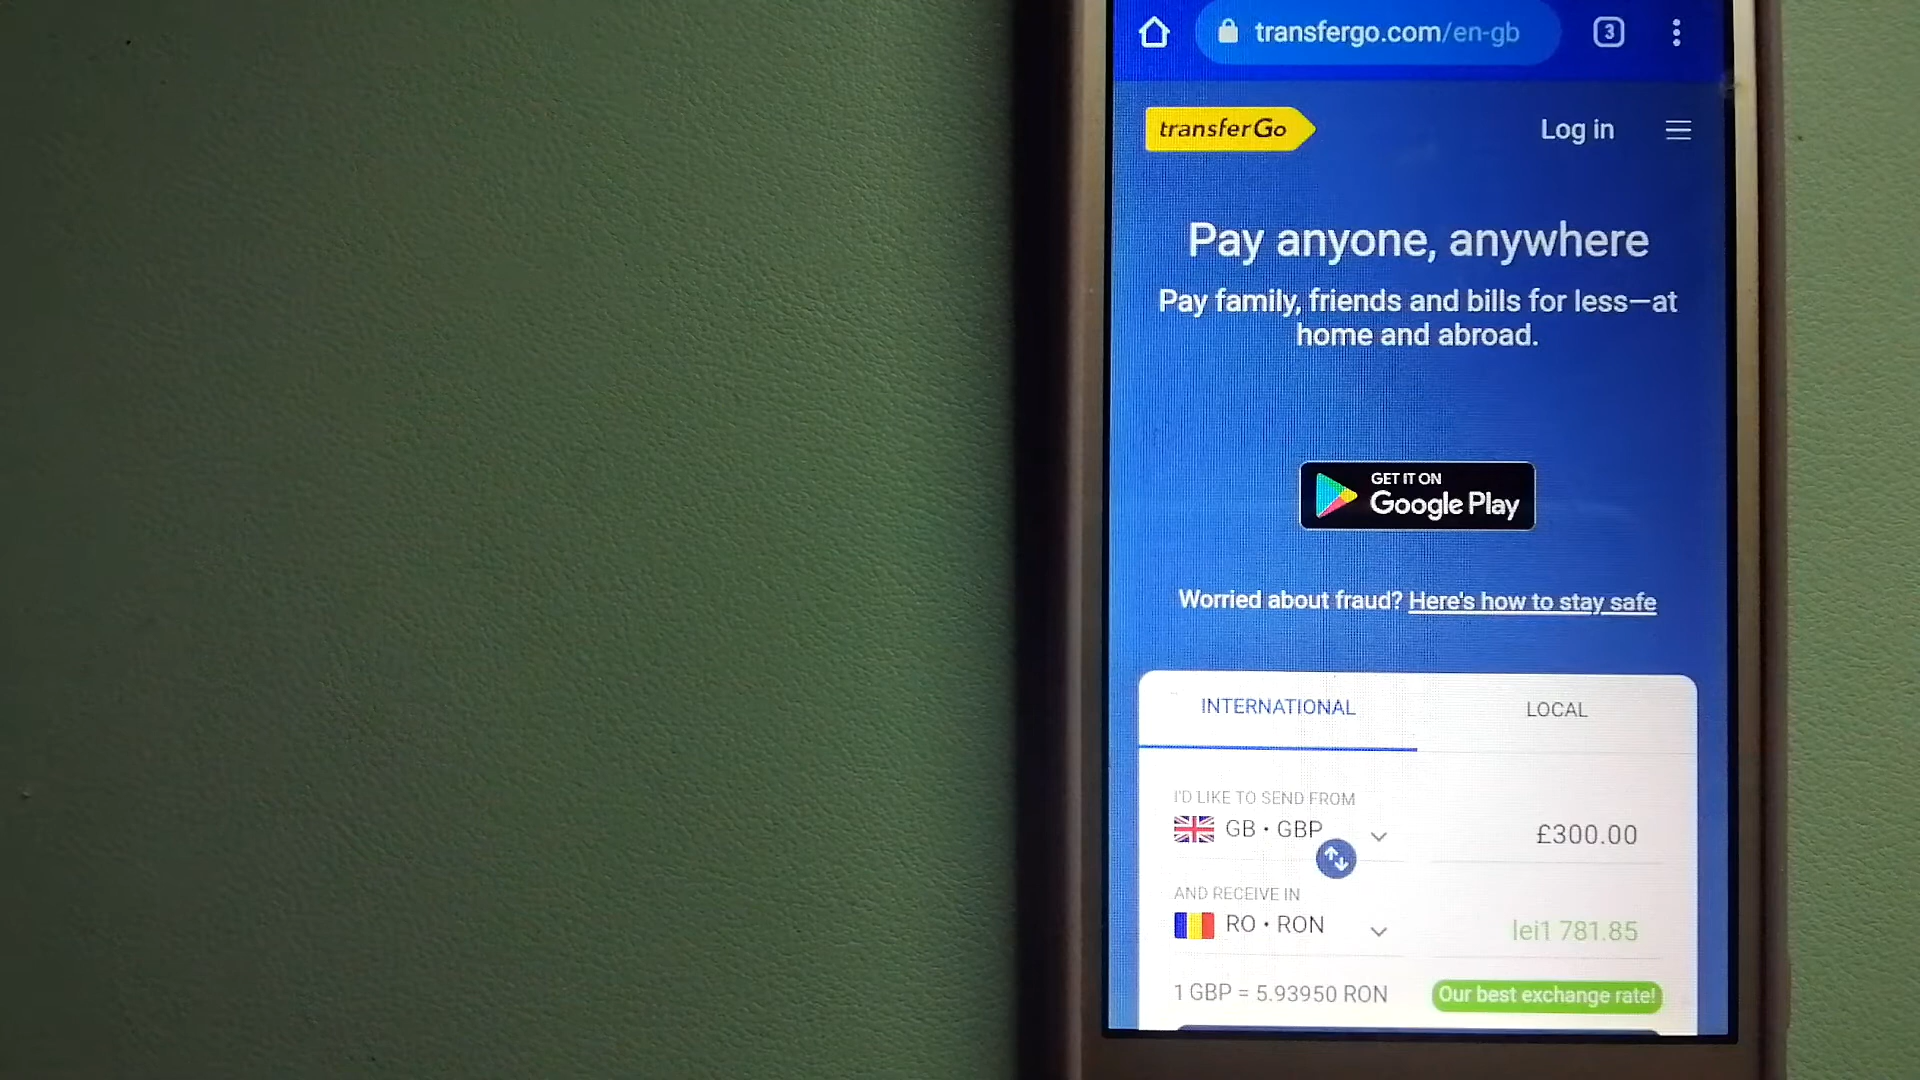 transfergo.com/en-gb
3
transferGo
Log in
Pay anyone, anywhere
Pay family, friends and bills for less—at
home and abroad.
GET IT ON
Google Play
Worried about fraud? Here's how to stay safe
INTERNATIONAL
LOCAL
I'D LIKE TO SEND FROM
GB • GBP
£300.00
AND RECEIVE IN
RO • RON
lei1 781.85
1 GBP = 5.93950 RON
Our best exchange rate!